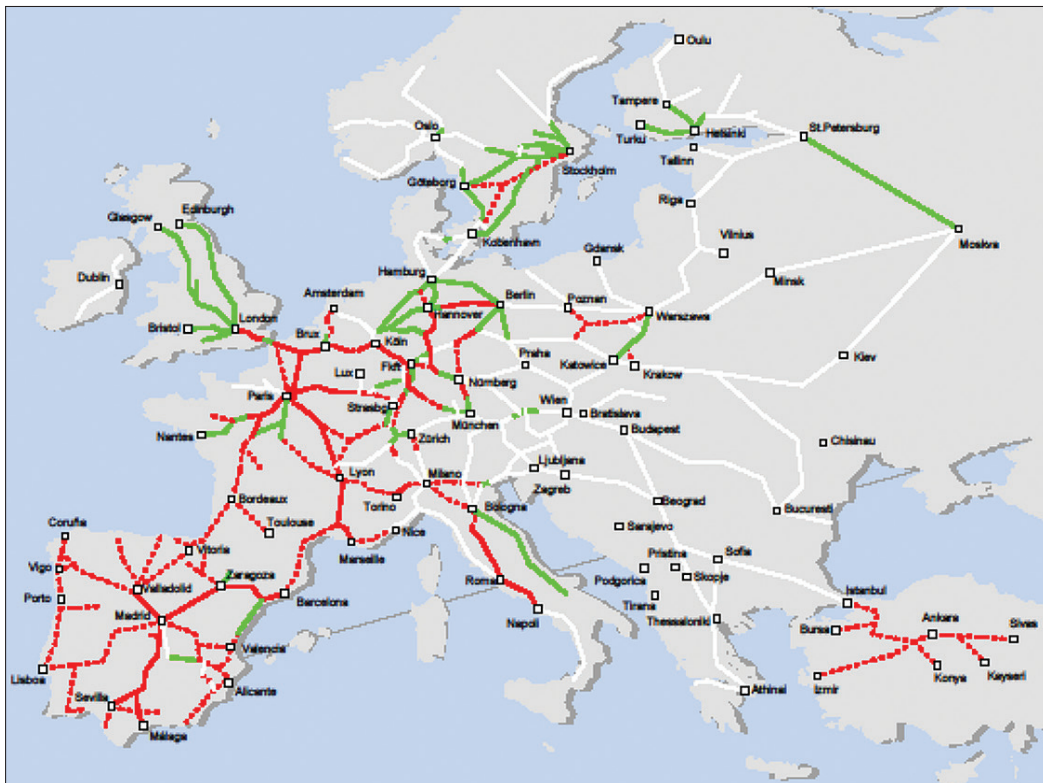 Oulu
Tampere
Turku
Helsinki
St.Petersburg
Tallinn
Oslo
Stockholm
Göteborg
Riga
Glasgow
Edinburgh
Vilnius
Moskva
Kobenhavn
Gdansk
Minsk
Dublin
Hamburg
Amsterdam
Berlin
Poznan
Hannover
Warszawa
London
Bristol
Brux
Köln
Praha
Katowice
Kiev
Fkft
Krakow
Lux
Nürnberg
Paris
Strasbg
Wien
Bratislava
München
Nantes
Zürich
Budapest
Chisinau
Lyon
Milano
Ljubljana
Zagreb
Bordeaux
Torino
Bologna
Beograd
Bucuresti
Coruña
Toulouse
Nice
Sarajevo
Vitoria
Marseille
Pristina
Sofia
Vigo
Zaragoza
Roma
Podgorica
Skopje
Valladolid
Istanbul
Porto
Barcelona
Tirana
Madrid
Napoli
Thessaloniki
Bursa
Ankara
Sivas
Valencia
Lisboa
Izmir
Konya
Kayseri
Sevilla
Alicante
Athinai
Málaga